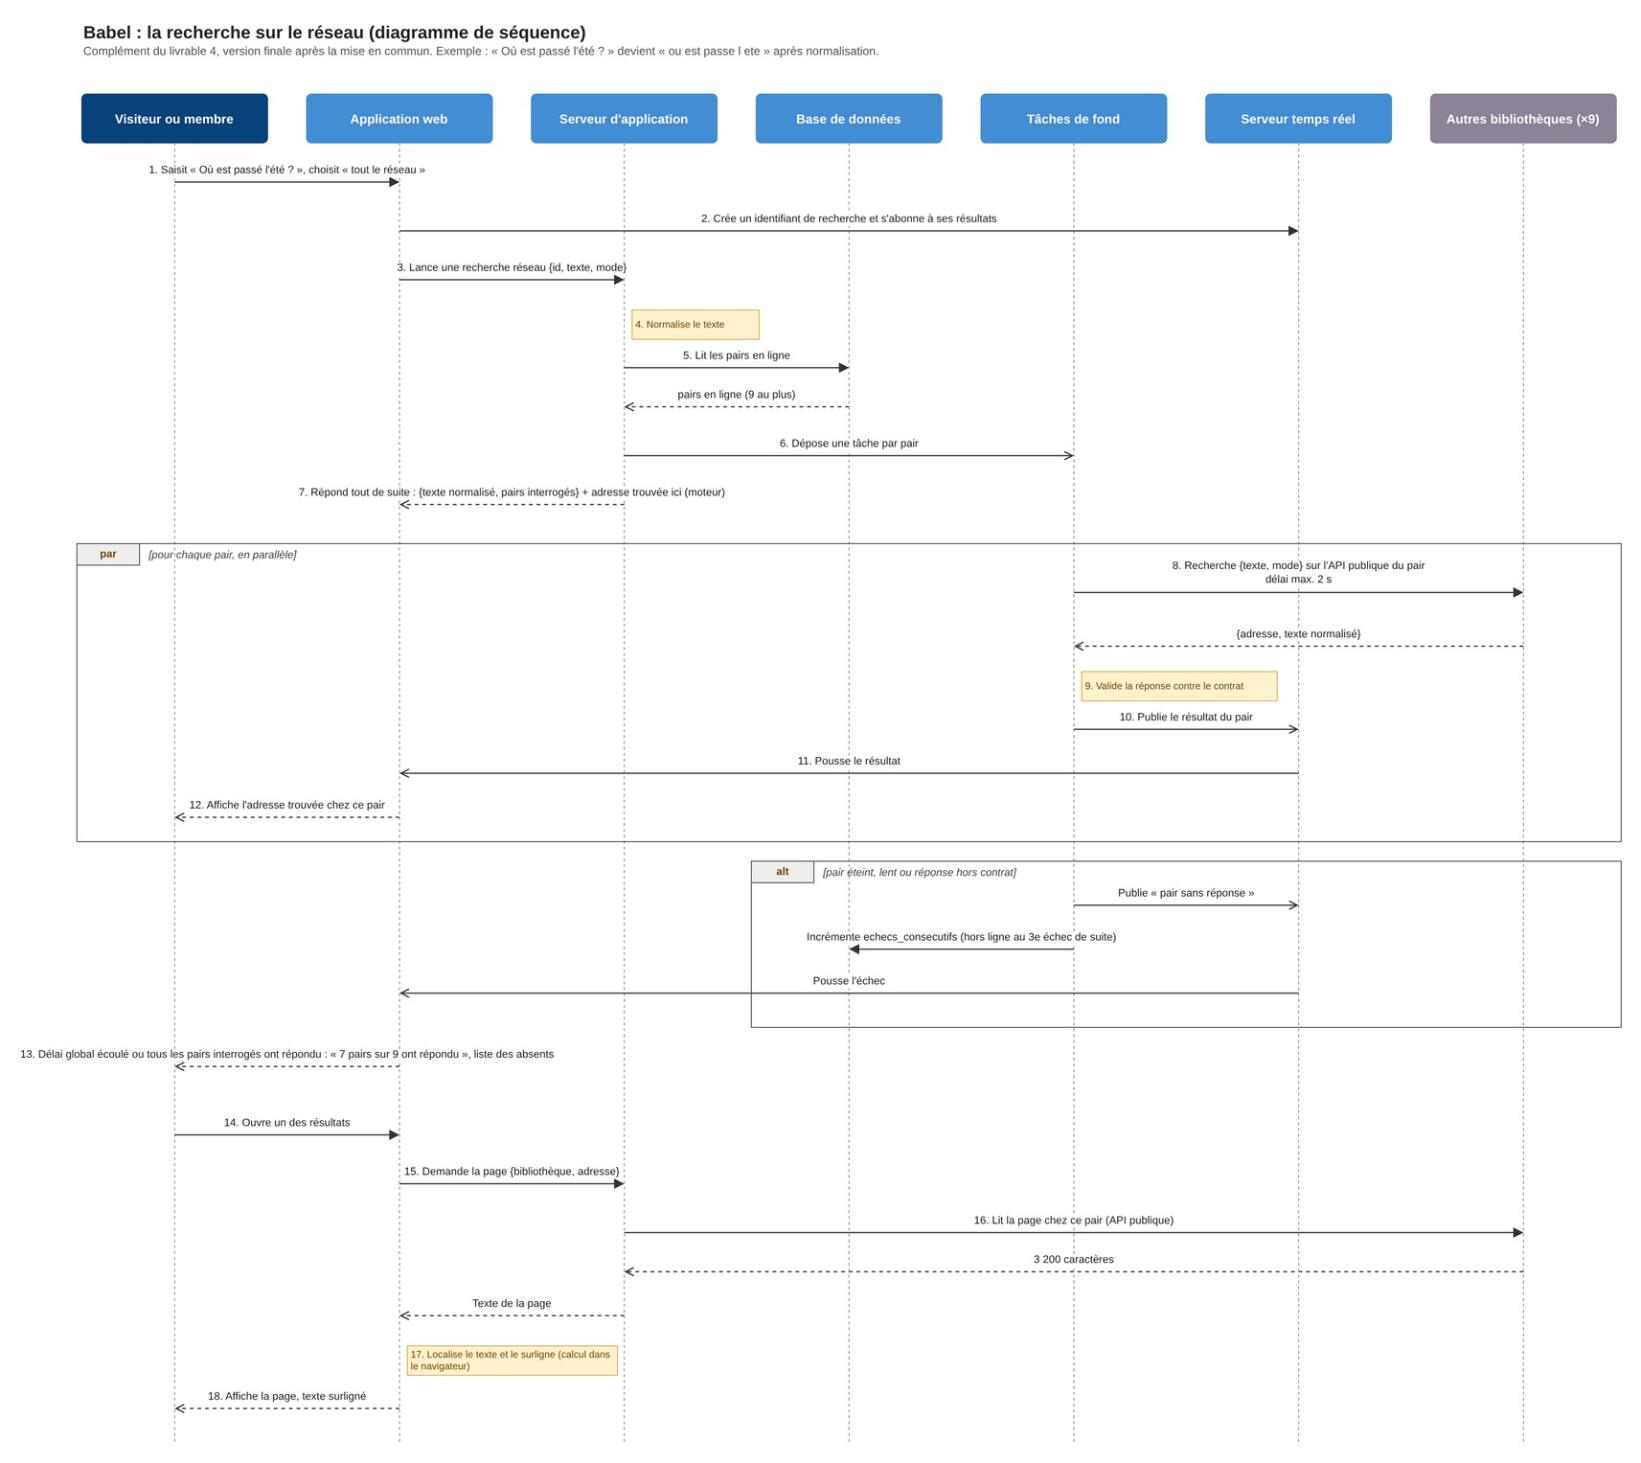 Babel : la recherche sur le réseau (diagramme de séquence)
Complément du livrable 4, version finale après la mise en commun. Exemple : « Où est passé l'été ? » devient « ou est passe l ete » après normalisation.
Visiteur ou membre
Application web
Serveur d'application
Base de données
Tâches de fond
Serveur temps réel
Autres bibliothèques (×9)
1. Saisit « Où est passé l'été ? », choisit « tout le réseau »
2. Crée un identifiant de recherche et s'abonne à ses résultats
3. Lance une recherche réseau {id, texte, mode}
4. Normalise le texte
5. Lit les pairs en ligne
pairs en ligne (9 au plus)
6. Dépose une tâche par pair
7. Répond tout de suite : {texte normalisé, pairs interrogés} + adresse trouvée ici (moteur)
par
[pour chaque pair, en parallèle]
8. Recherche {texte, mode} sur l'API publique du pair
délai max. 2 s
{adresse, texte normalisé}
9. Valide la réponse contre le contrat
10. Publie le résultat du pair
11. Pousse le résultat
12. Affiche l'adresse trouvée chez ce pair
alt
[pair éteint, lent ou réponse hors contrat]
Publie « pair sans réponse »
Incrémente echecs_consecutifs (hors ligne au 3e échec de suite)
Pousse l'échec
13. Délai global écoulé ou tous les pairs interrogés ont répondu : « 7 pairs sur 9 ont répondu », liste des absents
14. Ouvre un des résultats
15. Demande la page {bibliothèque, adresse}
16. Lit la page chez ce pair (API publique)
3 200 caractères
Texte de la page
17. Localise le texte et le surligne (calcul dans
le navigateur)
18. Affiche la page, texte surligné